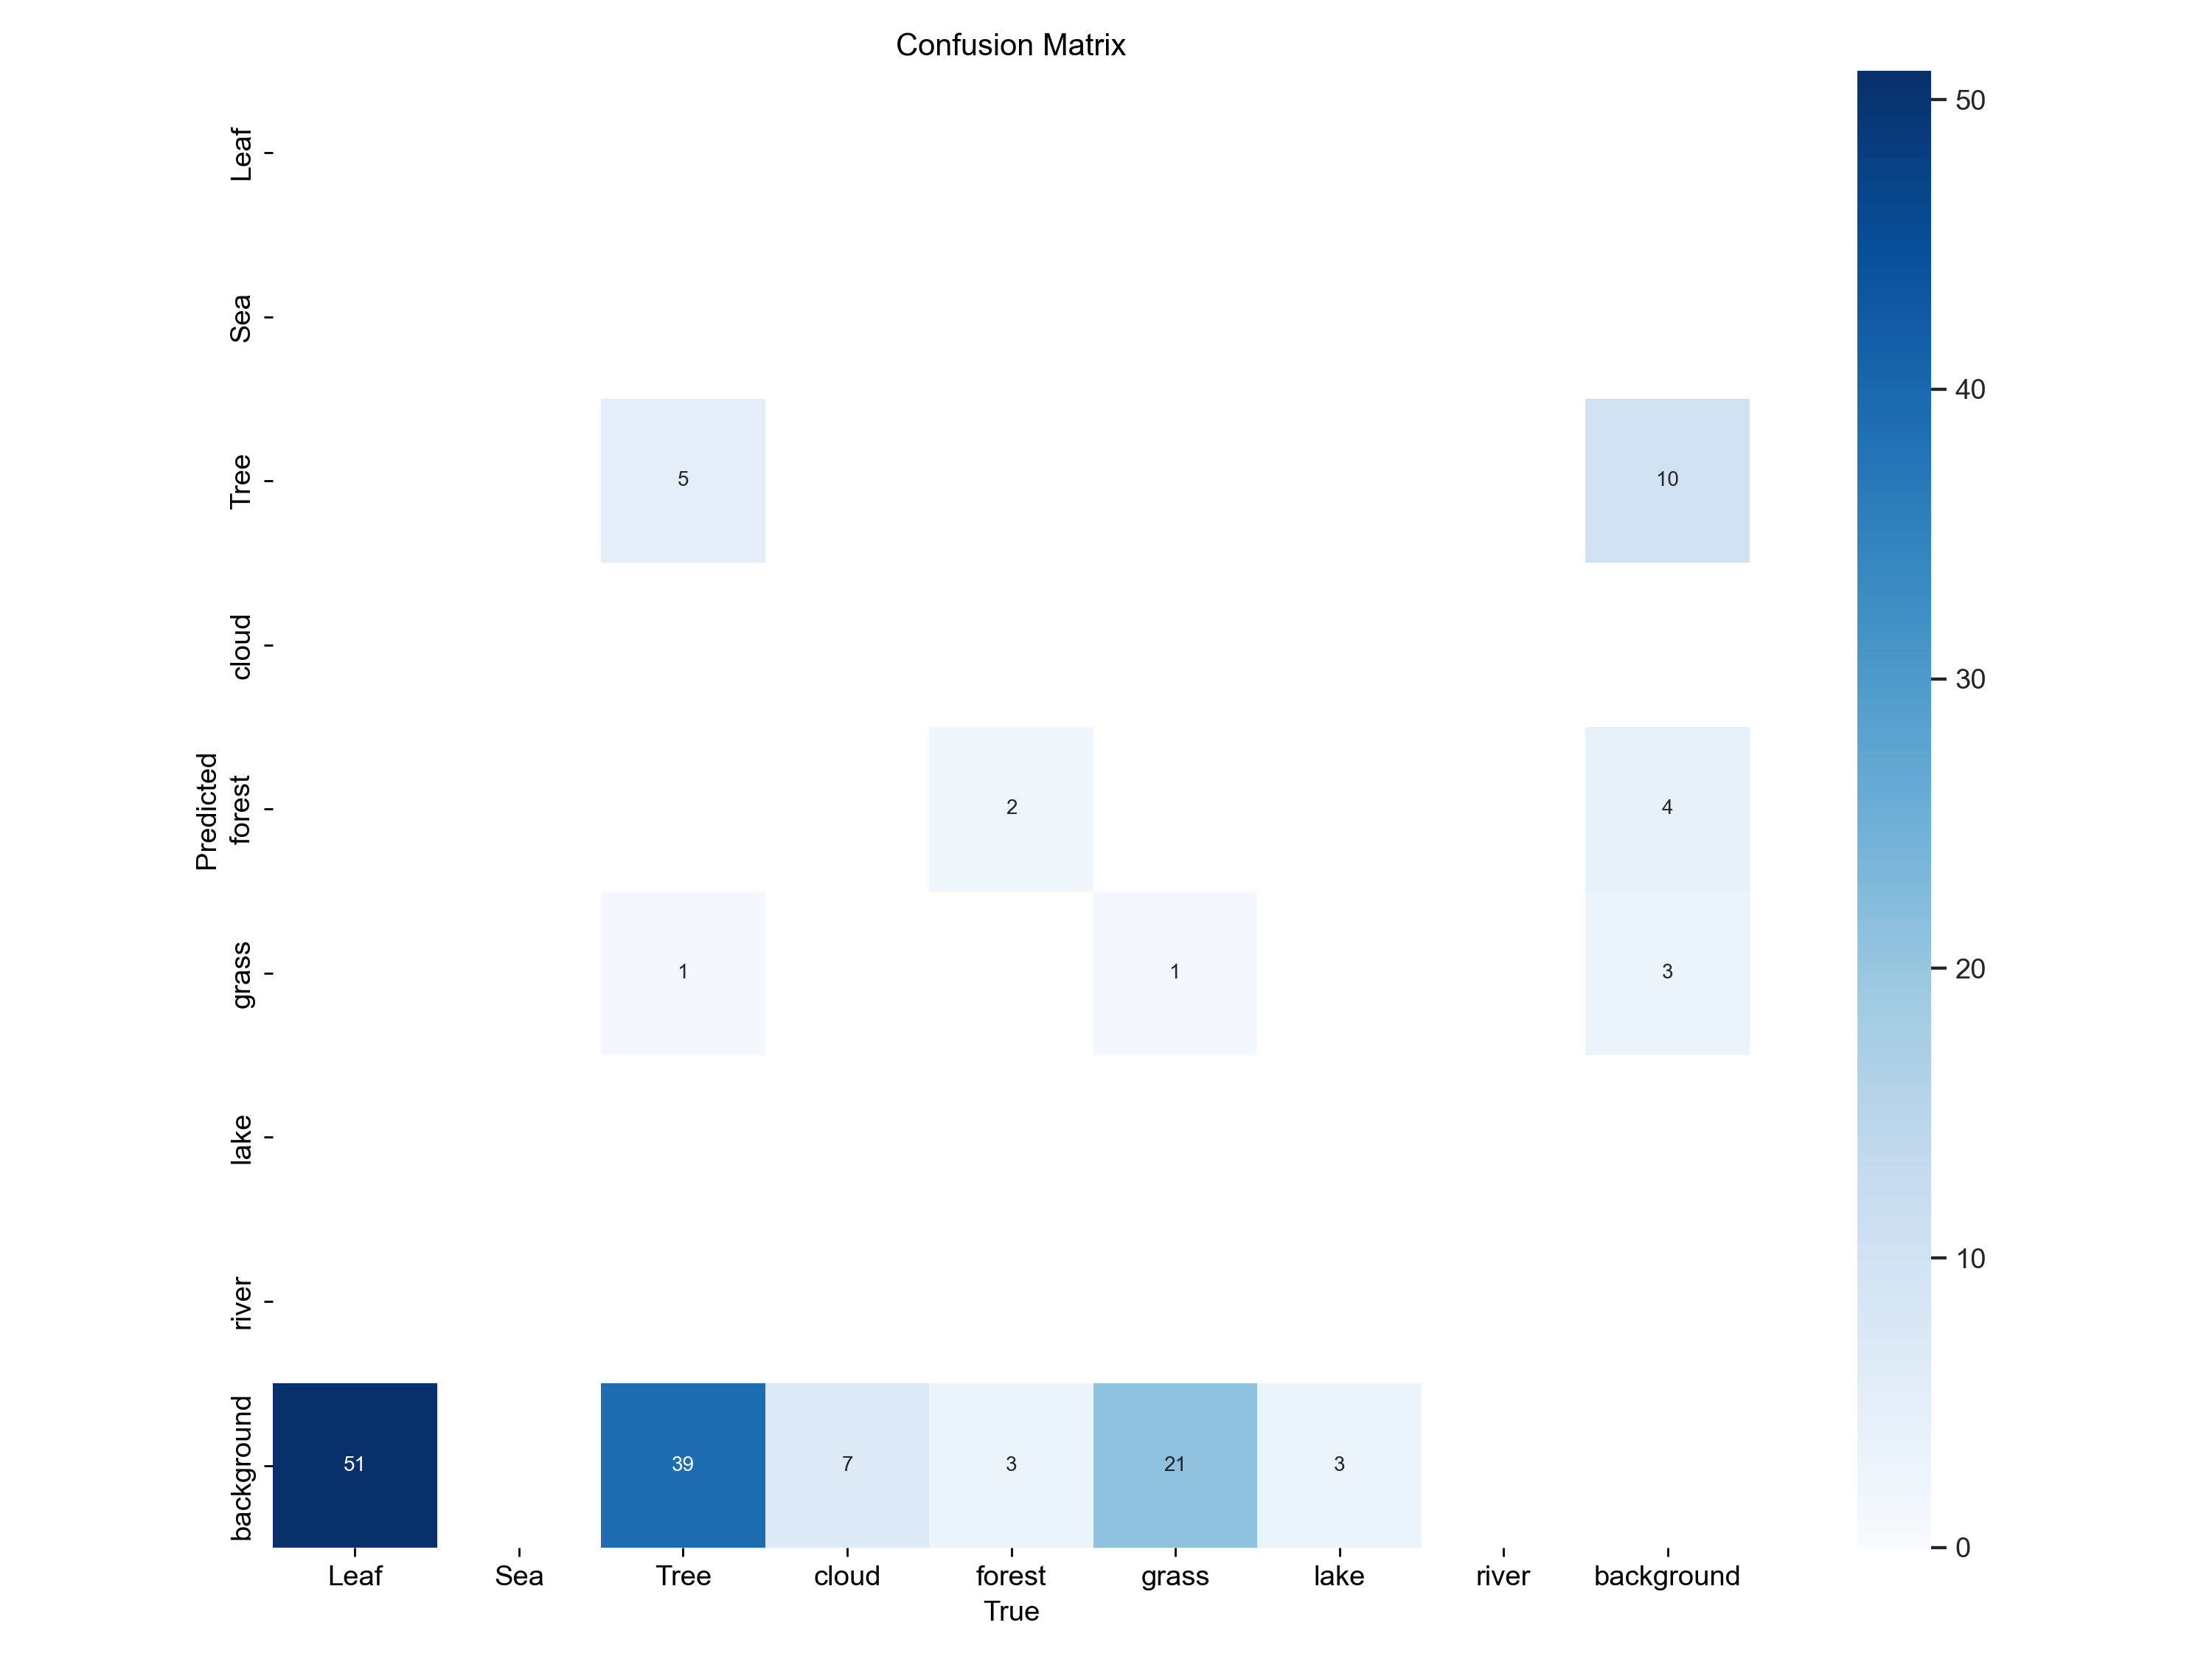 Confusion Matrix
Leaf
Sea
Tree
cloud
forest
grass
lake
river
background
Predicted
5 10
2 4
1 1 3
51 39 7 3 21 3
Leaf Sea Tree cloud forest grass lake river background
True
50
40
30
20
10
0